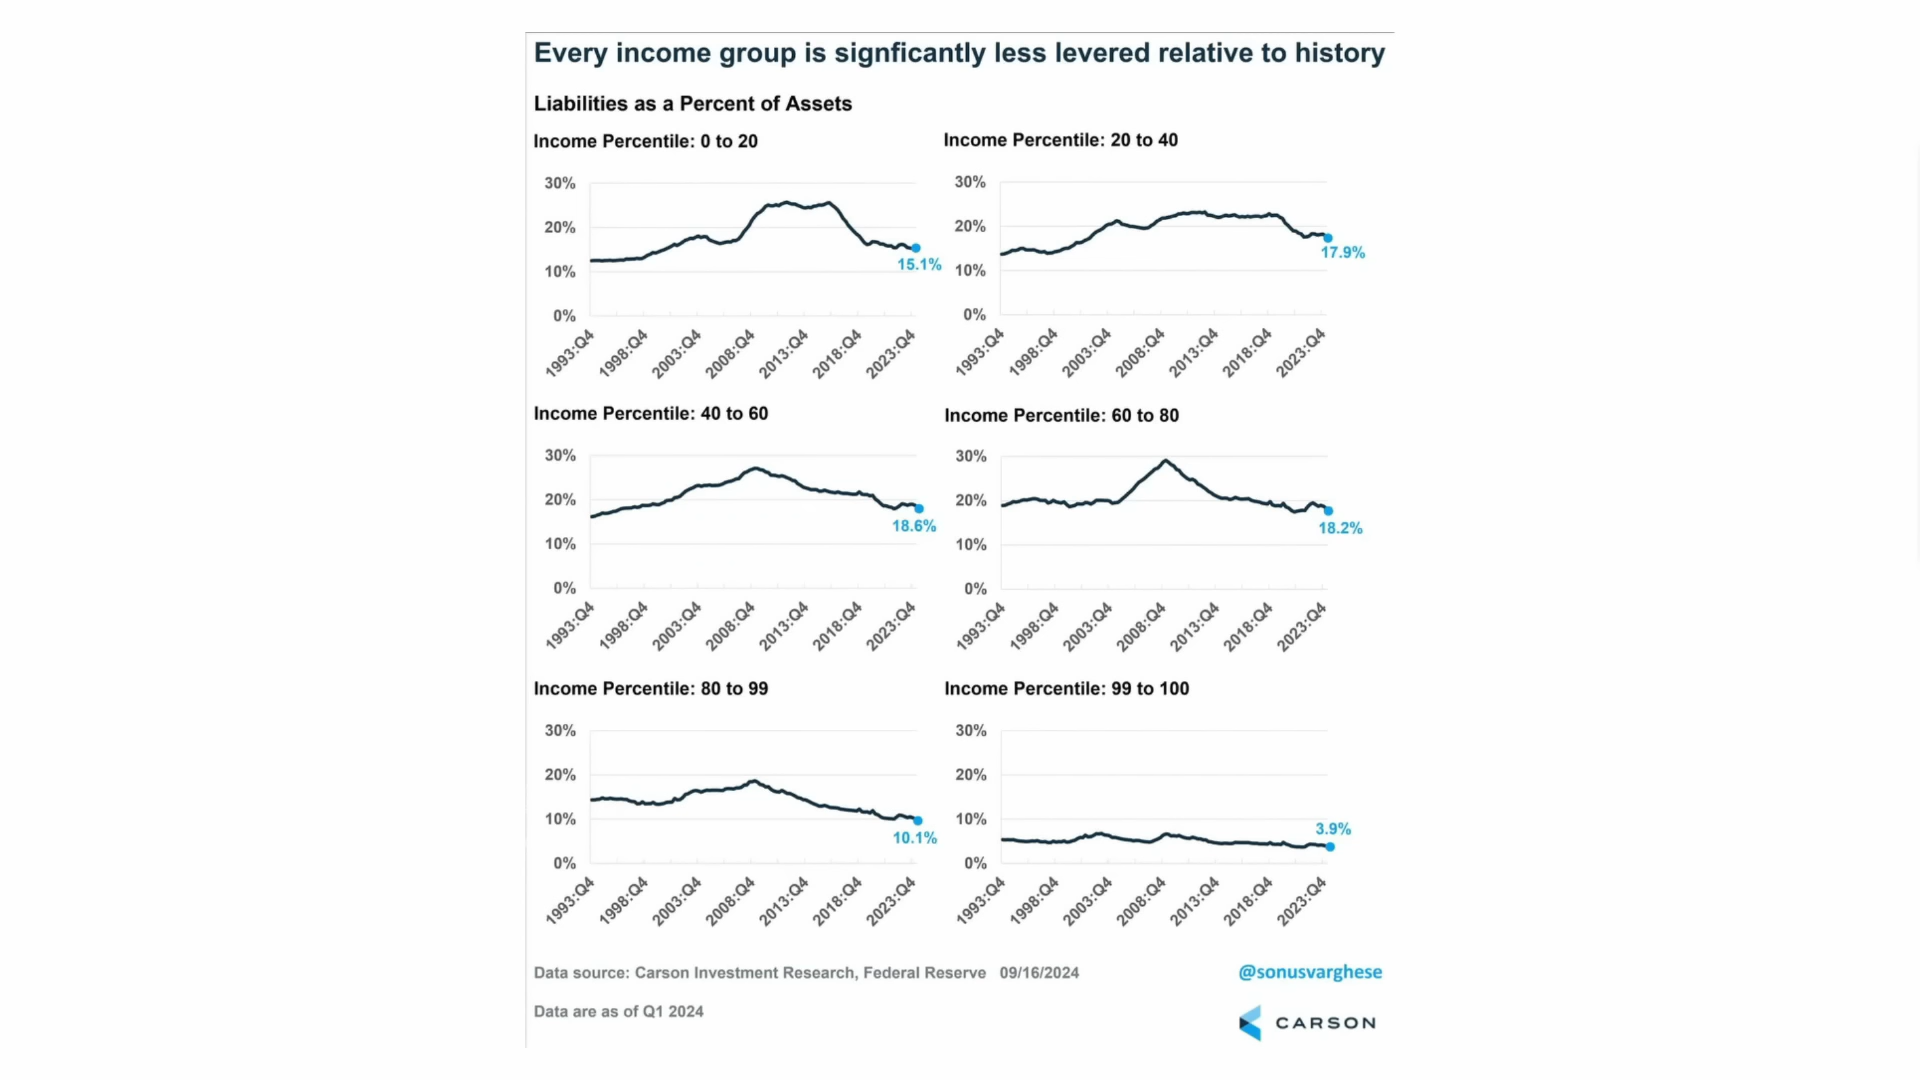 Every income group is signficantly less levered relative to history
Liabilities as a Percent of Assets
Income Percentile: 0 to 20
30%
20%
10%
0%
15.1%
1993:Q4
1998:Q4
2003:Q4
2008:Q4
2013:Q4
2018:Q4
2023:Q4
Income Percentile: 20 to 40
30%
20%
10%
0%
17.9%
1993:Q4
1998:Q4
2003:Q4
2008:Q4
2013:Q4
2018:Q4
2023:Q4
Income Percentile: 40 to 60
30%
20%
10%
0%
18.6%
1993:Q4
1998:Q4
2003:Q4
2008:Q4
2013:Q4
2018:Q4
2023:Q4
Income Percentile: 60 to 80
30%
20%
10%
0%
18.2%
1993:Q4
1998:Q4
2003:Q4
2008:Q4
2013:Q4
2018:Q4
2023:Q4
Income Percentile: 80 to 99
30%
20%
10%
0%
10.1%
1993:Q4
1998:Q4
2003:Q4
2008:Q4
2013:Q4
2018:Q4
2023:Q4
Income Percentile: 99 to 100
30%
20%
10%
0%
3.9%
1993:Q4
1998:Q4
2003:Q4
2008:Q4
2013:Q4
2018:Q4
2023:Q4
Data source: Carson Investment Research, Federal Reserve 09/16/2024
@sonusvarghese
Data are as of Q1 2024
CARSON